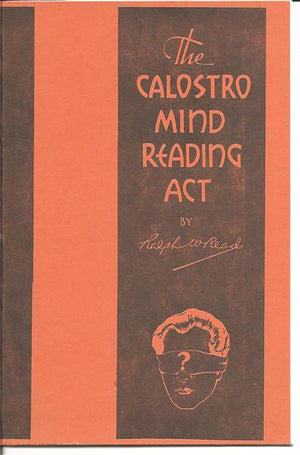 The
CALOSTRO
MIND
READING
ACT
BY
Ralph W. Read
?